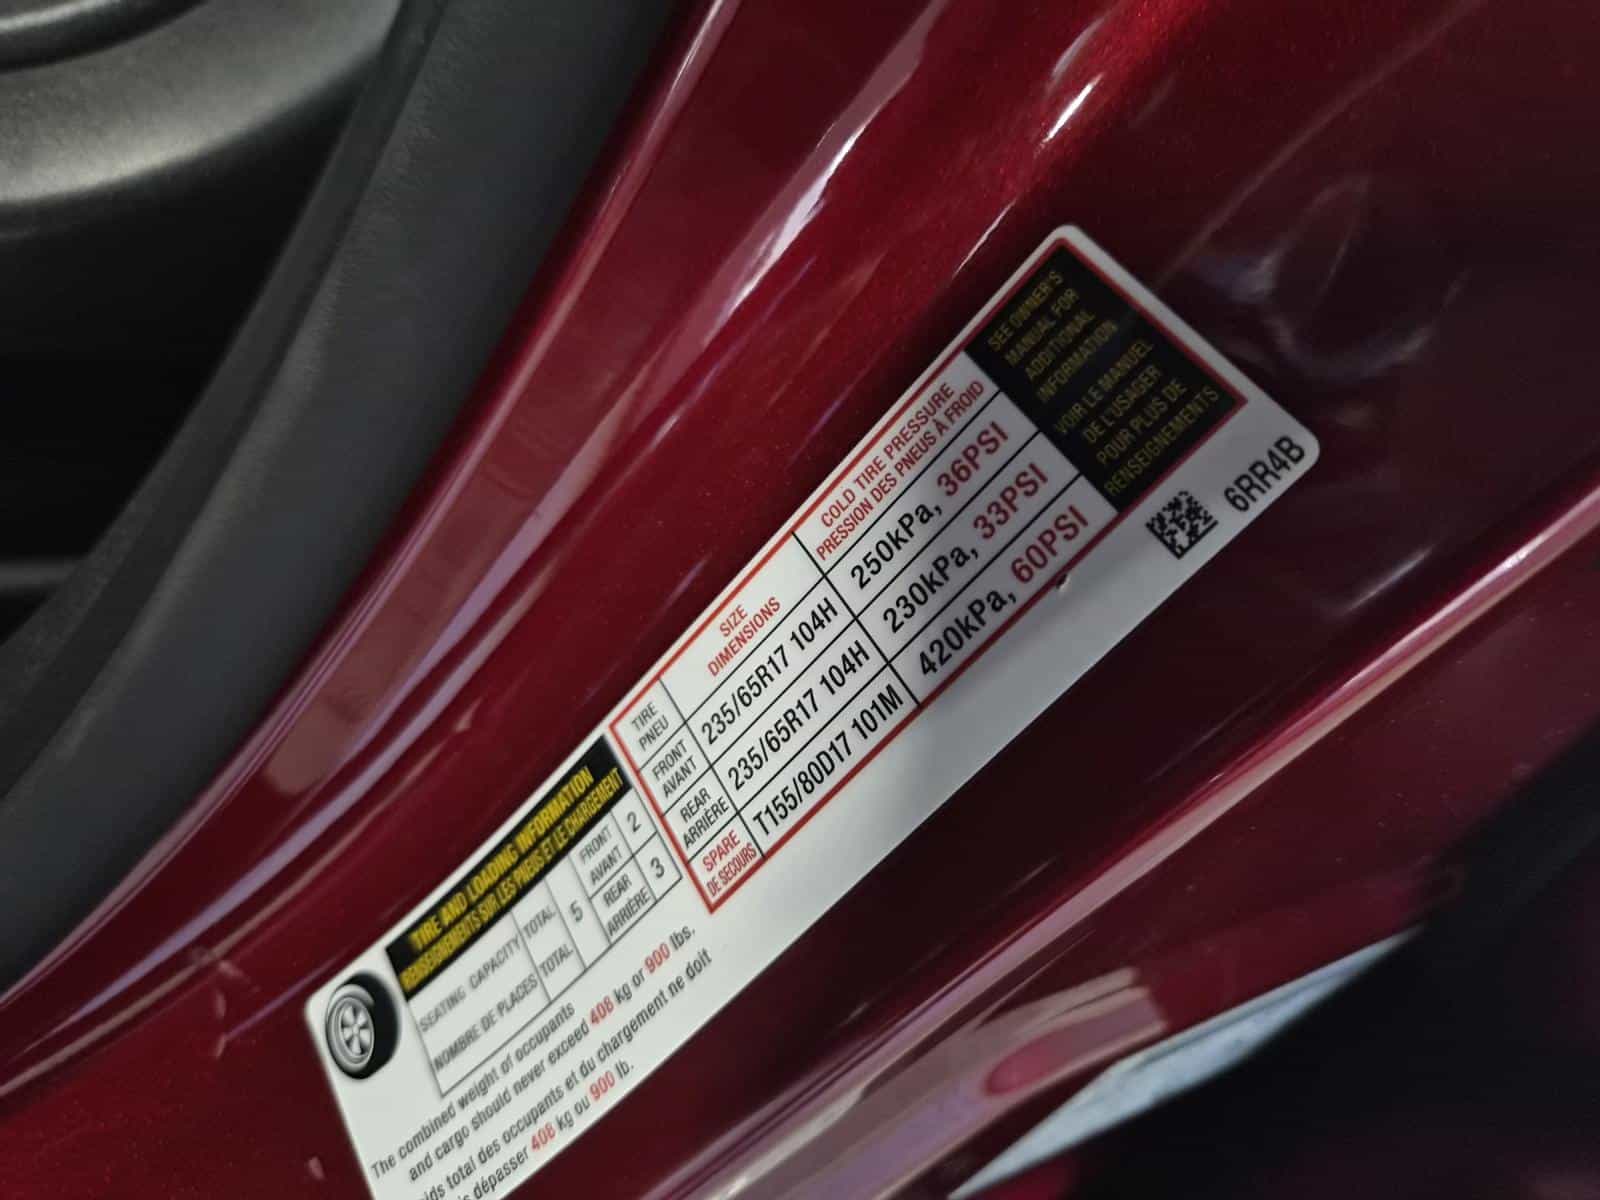 TIRE AND LOADING INFORMATION
RENSEIGNEMENTS SUR LES PNEUS ET LE CHARGEMENT
SEATING CAPACITY
NOMBRE DE PLACES
TOTAL
TOTAL
5
FRONT
AVANT
2
REAR
ARRIÈRE
3
The combined weight of occupants
and cargo should never exceed 408 kg or 900 lbs.
total des occupants et du chargement ne doit
dépasser 408 kg ou 900 lb.
TIRE
PNEU
SIZE
DIMENSIONS
COLD TIRE PRESSURE
PRESSION DES PNEUS À FROID
FRONT
AVANT
235/65R17 104H
250kPa, 36PSI
REAR
ARRIÈRE
235/65R17 104H
230kPa, 33PSI
SPARE
DE SECOURS
T155/80D17 101M
420kPa, 60PSI
SEE OWNER'S
MANUAL FOR
ADDITIONAL
INFORMATION
VOIR LE MANUEL
DE L'USAGER
POUR PLUS DE
RENSEIGNEMENTS
6RR4B